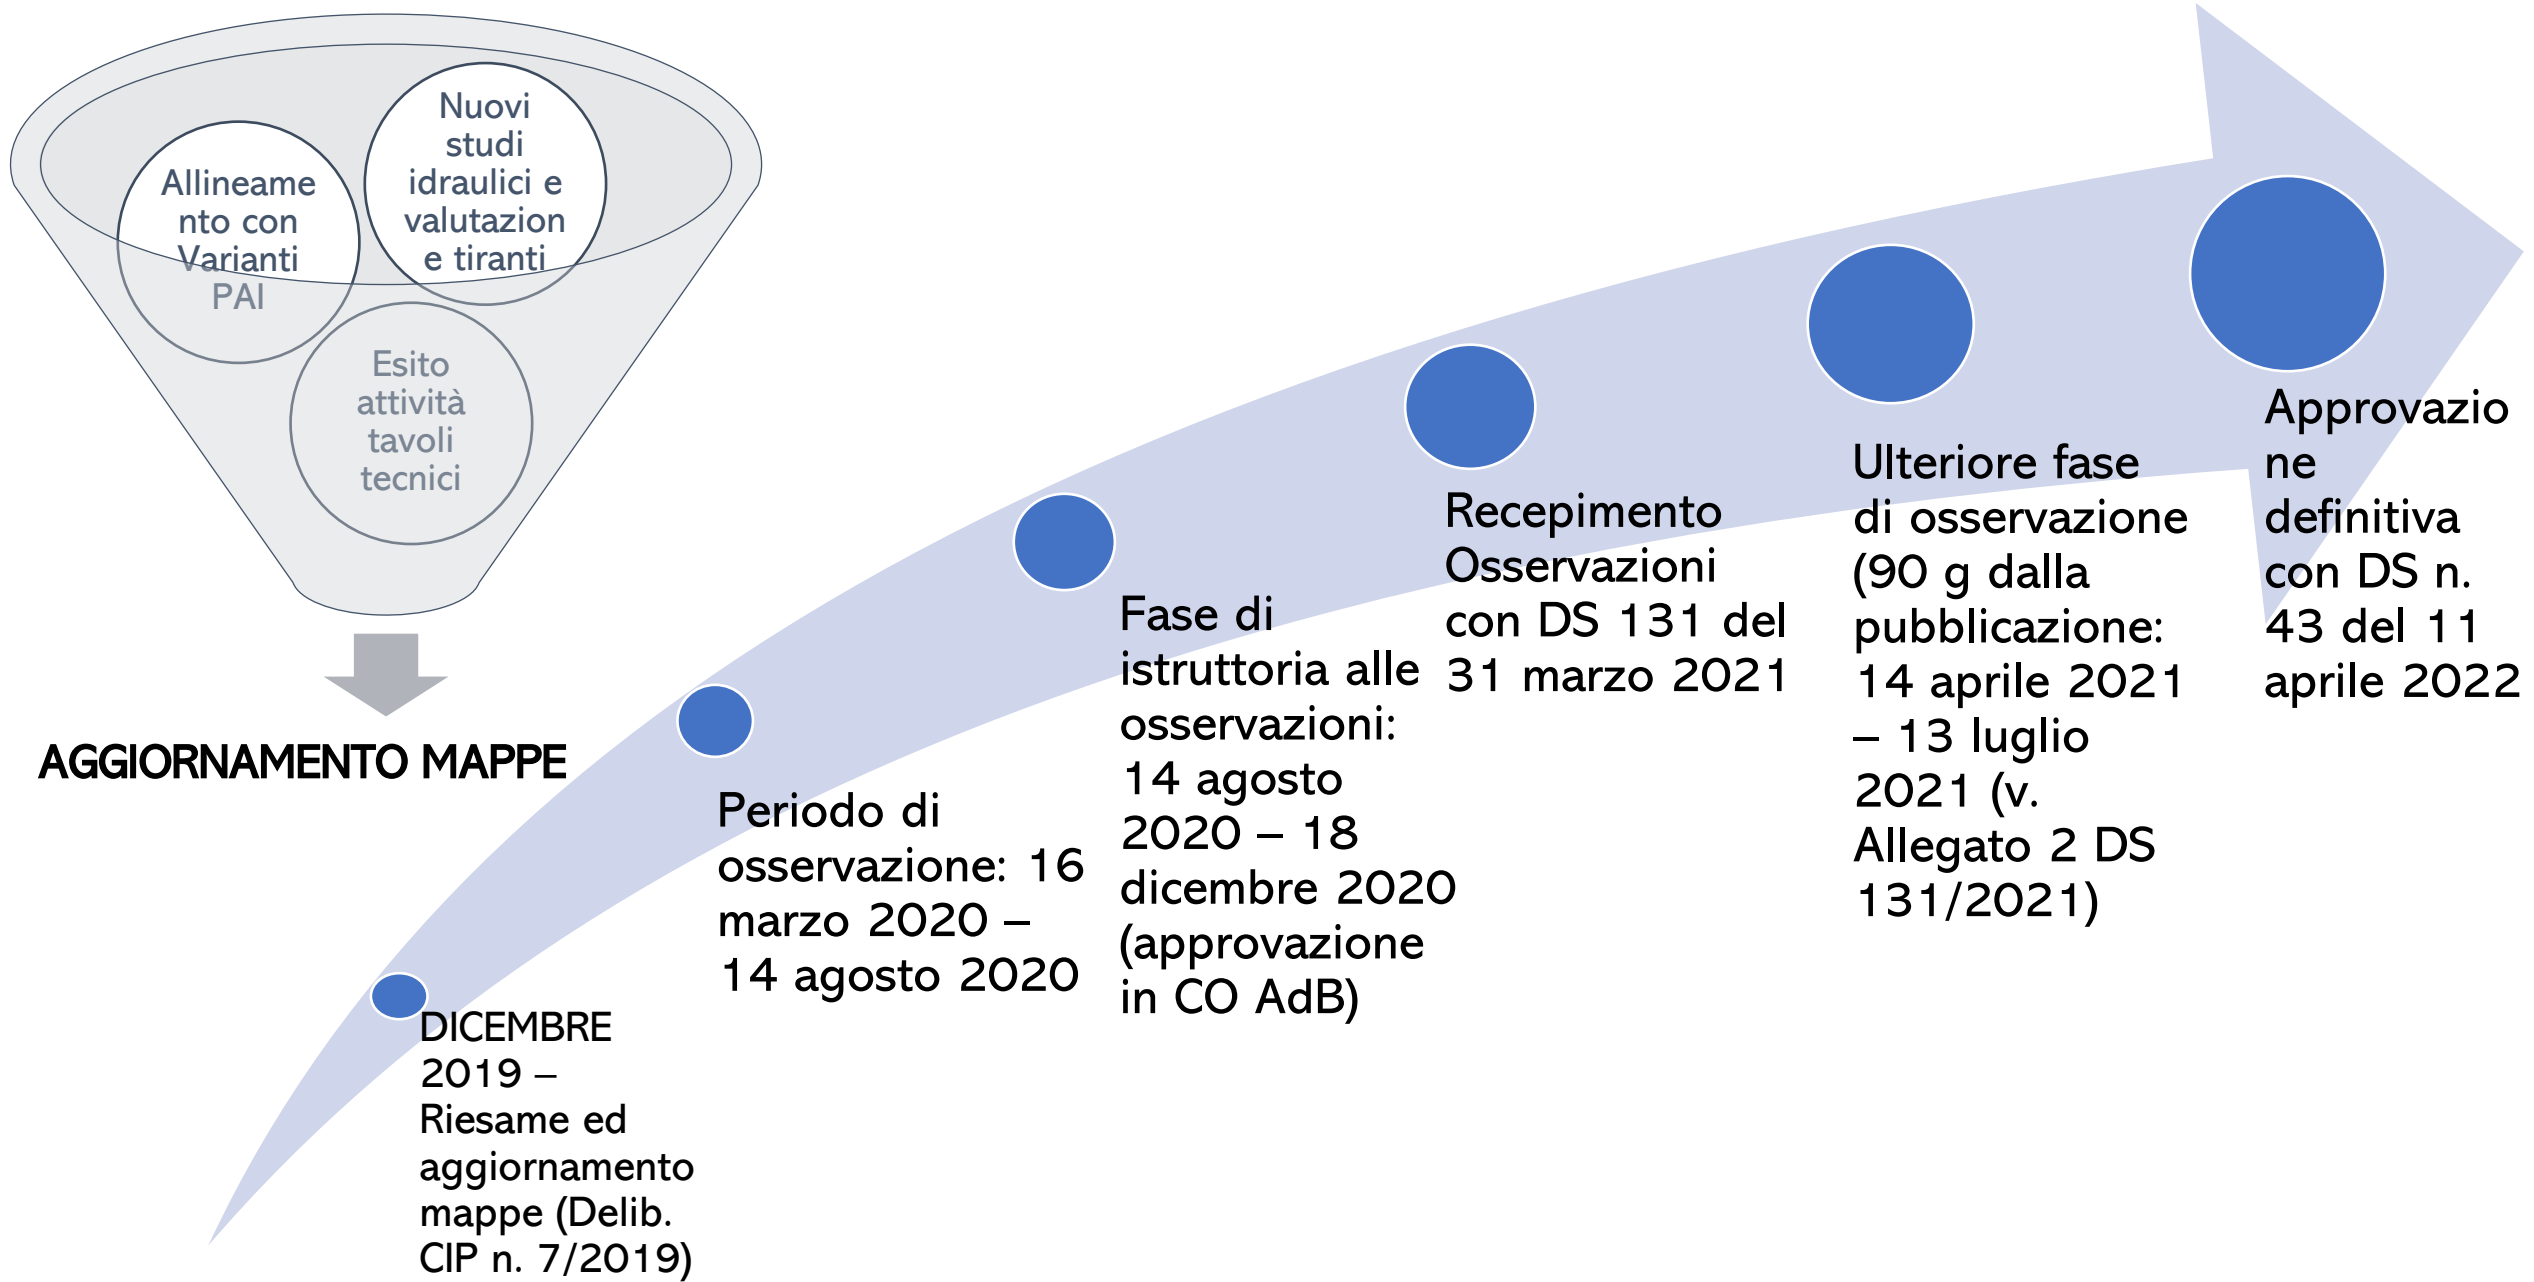 Allineame
nto con
Varianti
PAI
Nuovi
studi
idraulici e
valutazion
e tiranti
Esito
attività
tavoli
tecnici
AGGIORNAMENTO MAPPE
DICEMBRE
2019 –
Riesame ed
aggiornamento
mappe (Delib.
CIP n. 7/2019)
Periodo di
osservazione: 16
marzo 2020 –
14 agosto 2020
Fase di
istruttoria alle
osservazioni:
14 agosto
2020 – 18
dicembre 2020
(approvazione
in CO AdB)
Recepimento
Osservazioni
con DS 131 del
31 marzo 2021
Ulteriore fase
di osservazione
(90 g dalla
pubblicazione:
14 aprile 2021
– 13 luglio
2021 (v.
Allegato 2 DS
131/2021)
Approvazio
ne
definitiva
con DS n.
43 del 11
aprile 2022